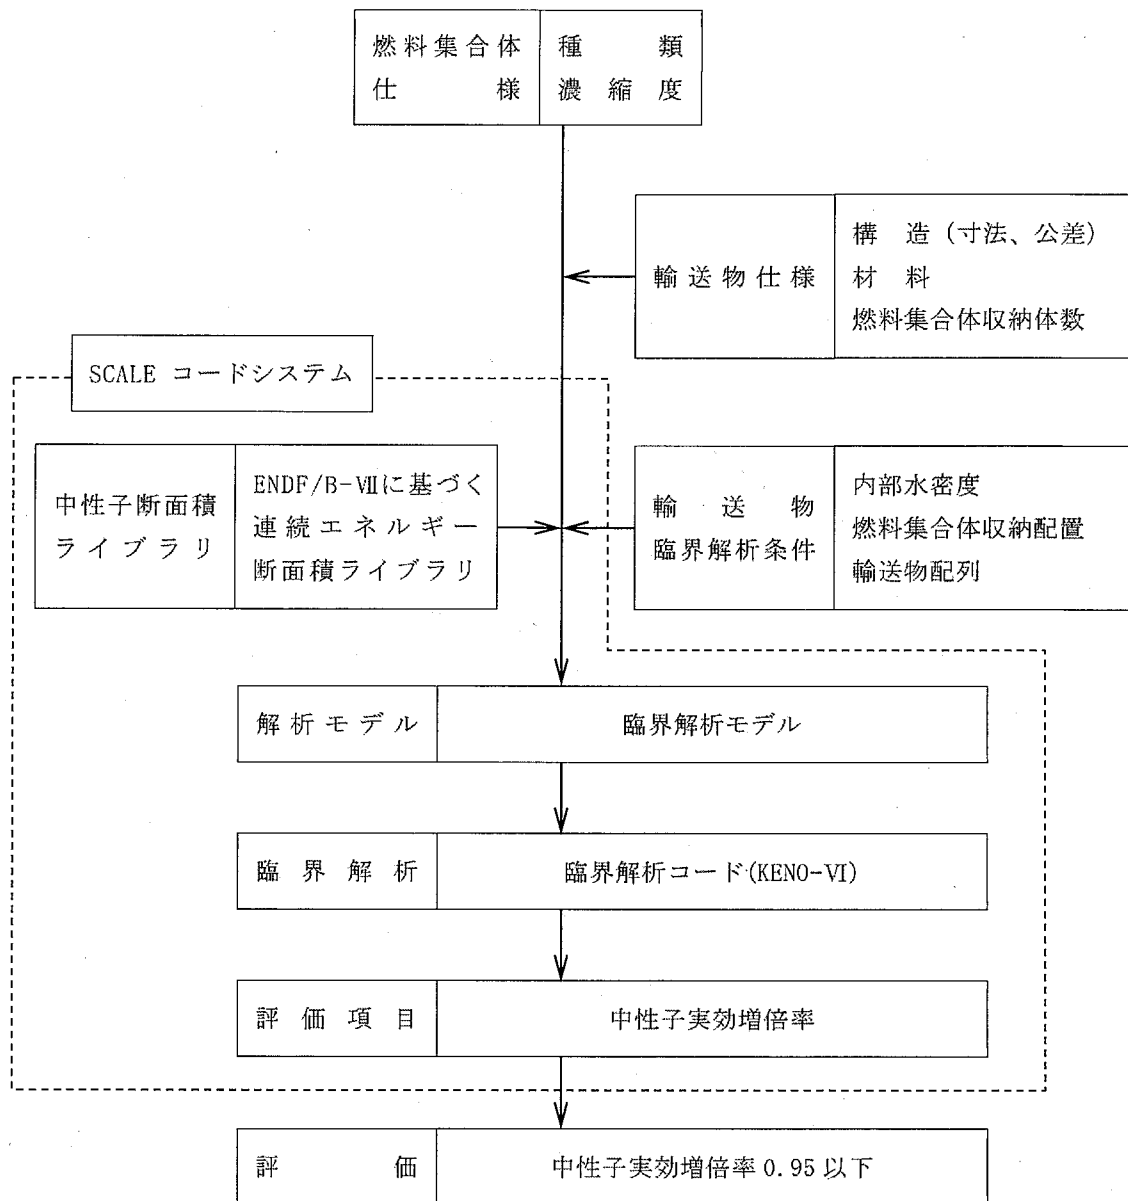 燃料集合体 種類
仕様 濃縮度
輸送物仕様
構造（寸法、公差）
材料
燃料集合体収納体数
SCALE コードシステム
中性子断面積
ライブラリ
ENDF/B-Ⅶに基づく
連続エネルギー
断面積ライブラリ
輸送物
臨界解析条件
内部水密度
燃料集合体収納配置
輸送物配列
解析モデル 臨界解析モデル
臨界解析 臨界解析コード(KENO-Ⅵ)
評価項目 中性子実効増倍率
評価 中性子実効増倍率 0.95 以下